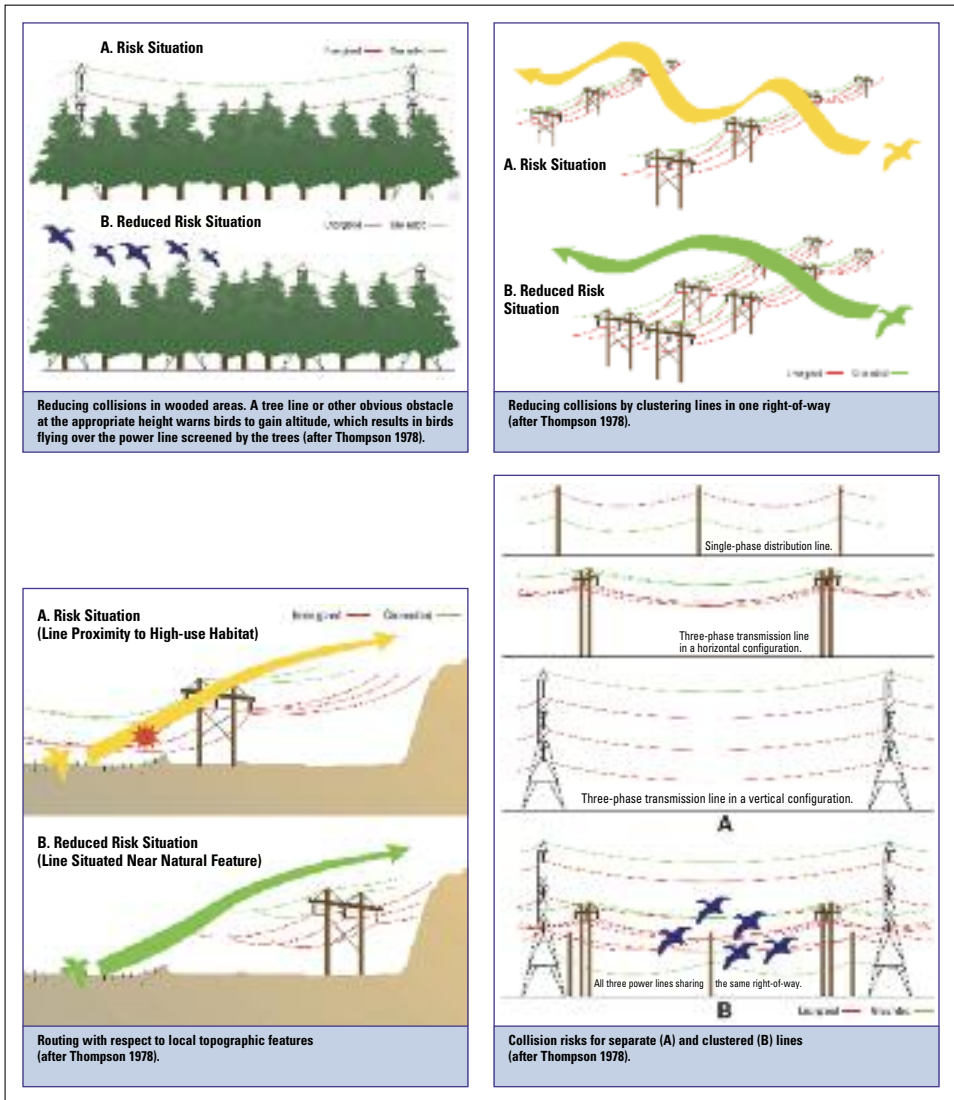 A. Risk Situation
B. Reduced Risk Situation
Reducing collisions in wooded areas. A tree line or other obvious obstacle
at the appropriate height warns birds to gain altitude, which results in birds
flying over the power line screened by the trees (after Thompson 1978).
A. Risk Situation
B. Reduced Risk
Situation
Reducing collisions by clustering lines in one right-of-way
(after Thompson 1978).
A. Risk Situation
(Line Proximity to High-use Habitat)
B. Reduced Risk Situation
(Line Situated Near Natural Feature)
Routing with respect to local topographic features
(after Thompson 1978).
Single-phase distribution line.
Three-phase transmission line
in a horizontal configuration.
Three-phase transmission line in a vertical configuration.
A
All three power lines sharing the same right-of-way.
B
Collision risks for separate (A) and clustered (B) lines
(after Thompson 1978).